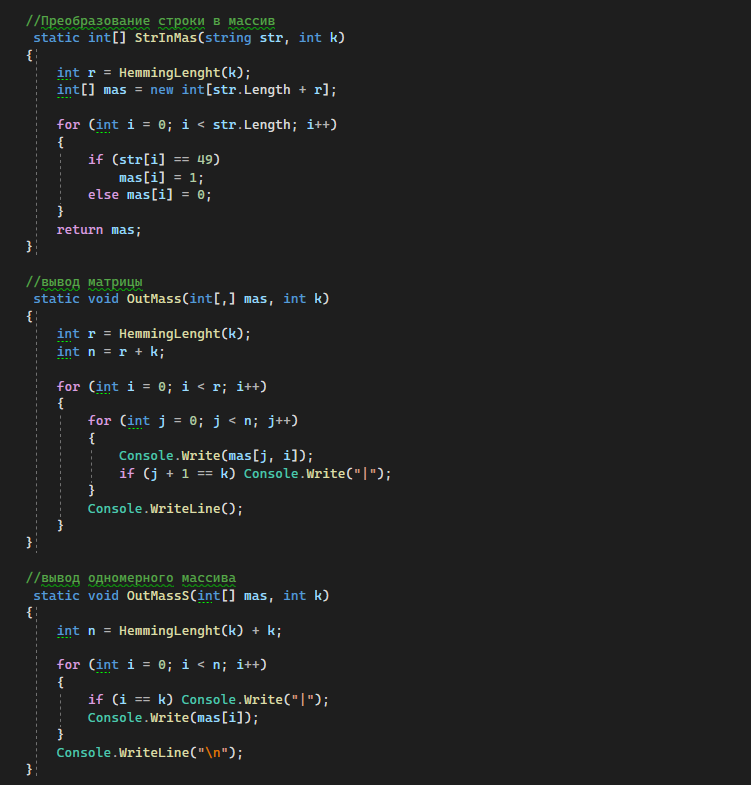 //Преобразование строки в массив
static int[] StrInMas(string str, int k)
{
int r = HemmingLenght(k);
int[] mas = new int[str.Length + r];
for (int i = 0; i < str.Length; i++)
{
if (str[i] == 49)
mas[i] = 1;
else mas[i] = 0;
}
return mas;
}
//вывод матрицы
static void OutMass(int[,] mas, int k)
{
int r = HemmingLenght(k);
int n = r + k;
for (int i = 0; i < r; i++)
{
for (int j = 0; j < n; j++)
{
Console.Write(mas[j, i]);
if (j + 1 == k) Console.Write("|");
}
Console.WriteLine();
}
}
//вывод одномерного массива
static void OutMassS(int[] mas, int k)
{
int n = HemmingLenght(k) + k;
for (int i = 0; i < n; i++)
{
if (i == k) Console.Write("|");
Console.Write(mas[i]);
}
Console.WriteLine("\n");
}